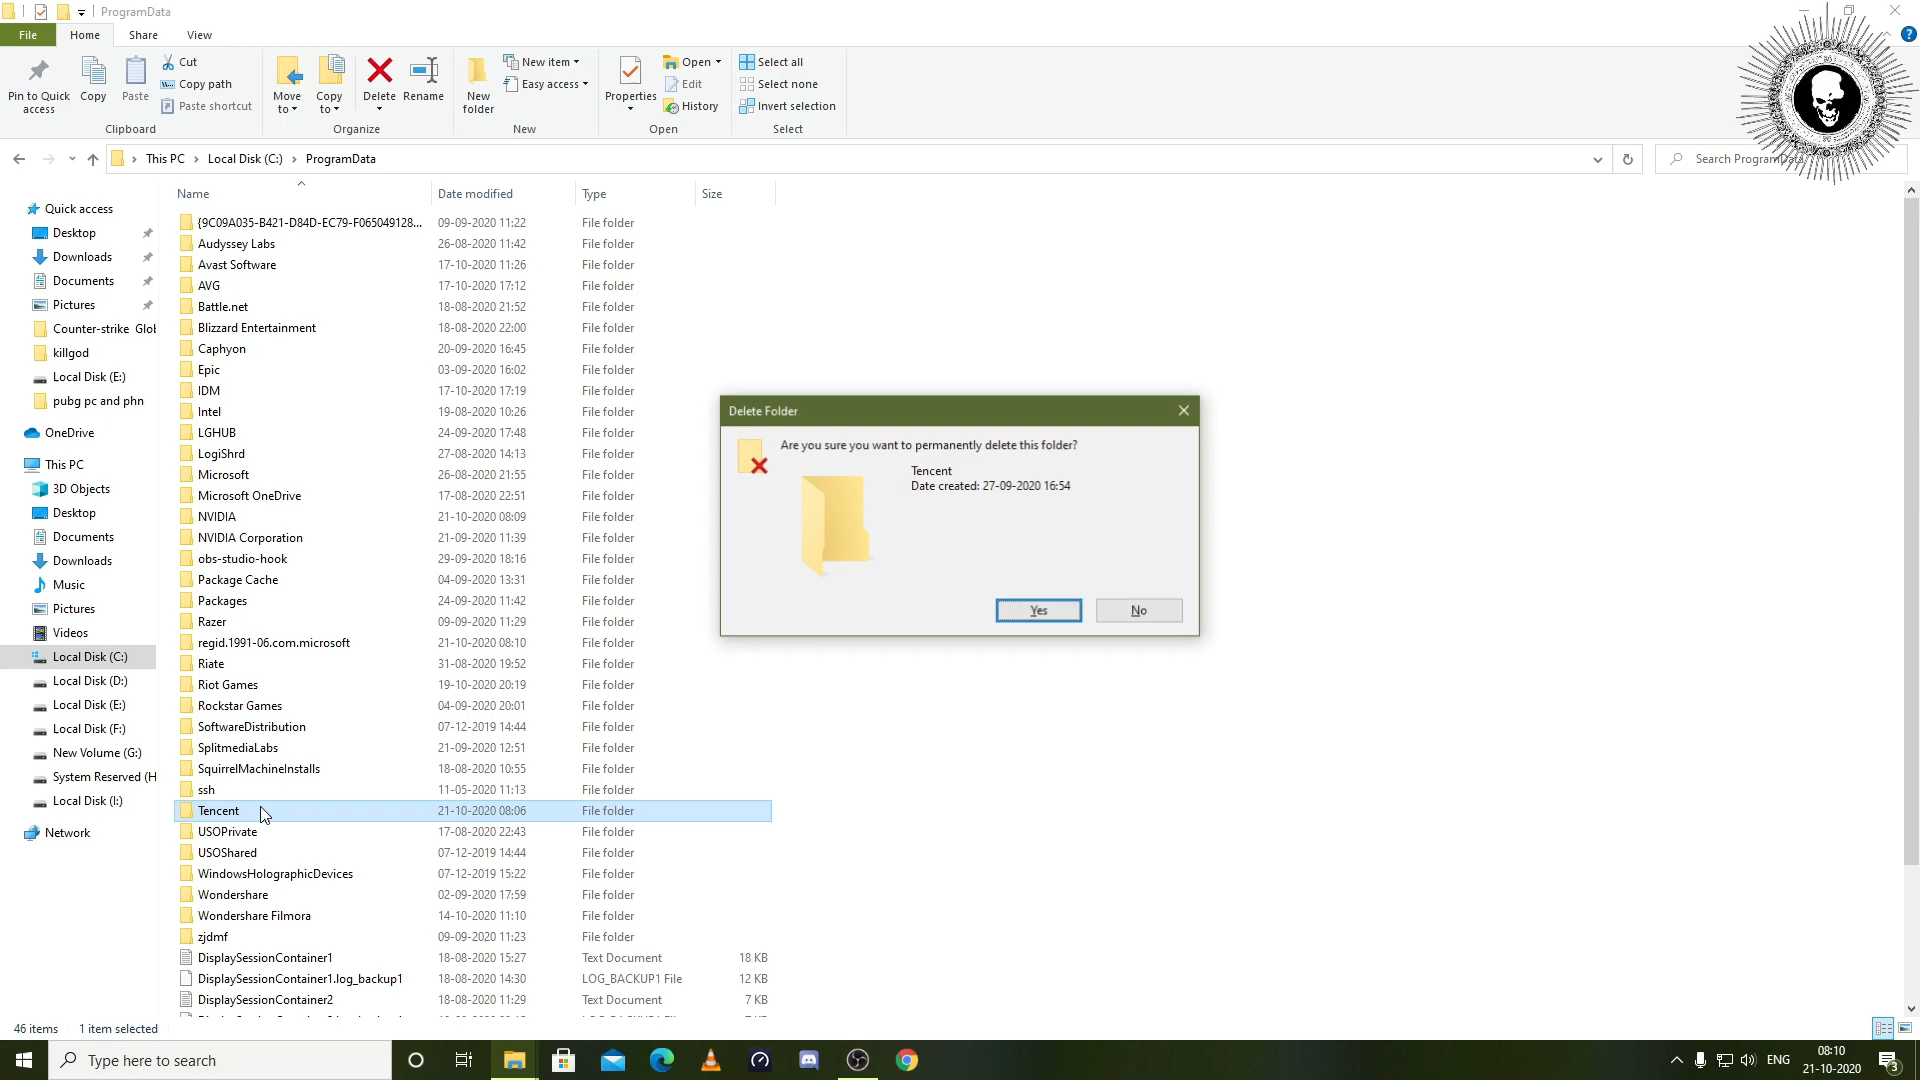 ProgramData
File Home Share View
Pin to Quick access
Copy
Paste
Cut
Copy path
Paste shortcut
Clipboard
Move to
Copy to
Delete
Rename
Organize
New folder
New item
Easy access
New
Properties
Open
Edit
History
Open
Select all
Select none
Invert selection
Select
This PC Local Disk (C:) ProgramData
Search ProgramData
Name Date modified Type Size
Quick access
Desktop
Downloads
Documents
Pictures
Counter-strike Glob
killgod
Local Disk (E:)
pubg pc and phn
OneDrive
This PC
3D Objects
Desktop
Documents
Downloads
Music
Pictures
Videos
Local Disk (C:)
Local Disk (D:)
Local Disk (E:)
Local Disk (F:)
New Volume (G:)
System Reserved (H
Local Disk (I:)
Network
{9C09A035-B421-D84D-EC79-F065049128... 09-09-2020 11:22 File folder
Audyssey Labs 26-08-2020 11:42 File folder
Avast Software 17-10-2020 11:26 File folder
AVG 17-10-2020 17:12 File folder
Battle.net 18-08-2020 21:52 File folder
Blizzard Entertainment 18-08-2020 22:00 File folder
Caphyon 20-09-2020 16:45 File folder
Epic 03-09-2020 16:02 File folder
IDM 17-10-2020 17:19 File folder
Intel 19-08-2020 10:26 File folder
LGHUB 24-09-2020 17:48 File folder
LogiShrd 27-08-2020 14:13 File folder
Microsoft 26-08-2020 21:55 File folder
Microsoft OneDrive 17-08-2020 22:51 File folder
NVIDIA 21-10-2020 08:09 File folder
NVIDIA Corporation 21-09-2020 11:39 File folder
obs-studio-hook 29-09-2020 18:16 File folder
Package Cache 04-09-2020 13:31 File folder
Packages 24-09-2020 11:42 File folder
Razer 09-09-2020 11:29 File folder
regid.1991-06.com.microsoft 21-10-2020 08:10 File folder
Riate 31-08-2020 19:52 File folder
Riot Games 19-10-2020 20:19 File folder
Rockstar Games 04-09-2020 20:01 File folder
SoftwareDistribution 07-12-2019 14:44 File folder
SplitmediaLabs 21-09-2020 12:51 File folder
SquirrelMachineInstalls 18-08-2020 10:55 File folder
ssh 11-05-2020 11:13 File folder
Tencent 21-10-2020 08:06 File folder
USOPrivate 17-08-2020 22:43 File folder
USOShared 07-12-2019 14:44 File folder
WindowsHolographicDevices 07-12-2019 15:22 File folder
Wondershare 02-09-2020 17:59 File folder
Wondershare Filmora 14-10-2020 11:10 File folder
zjdmf 09-09-2020 11:23 File folder
DisplaySessionContainer1 18-08-2020 15:27 Text Document 18 KB
DisplaySessionContainer1.log_backup1 18-08-2020 14:30 LOG_BACKUP1 File 12 KB
DisplaySessionContainer2 18-08-2020 11:29 Text Document 7 KB
Delete Folder
Are you sure you want to permanently delete this folder?
Tencent
Date created: 27-09-2020 16:54
Yes No
46 items 1 item selected
Type here to search
ENG
08:10
21-10-2020
3